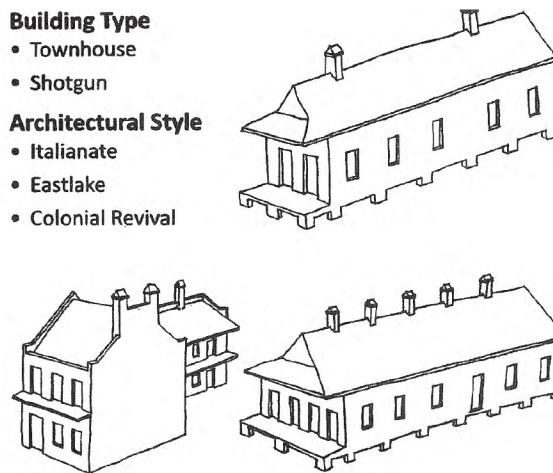 Building Type
• Townhouse
• Shotgun
Architectural Style
• Italianate
• Eastlake
• Colonial Revival